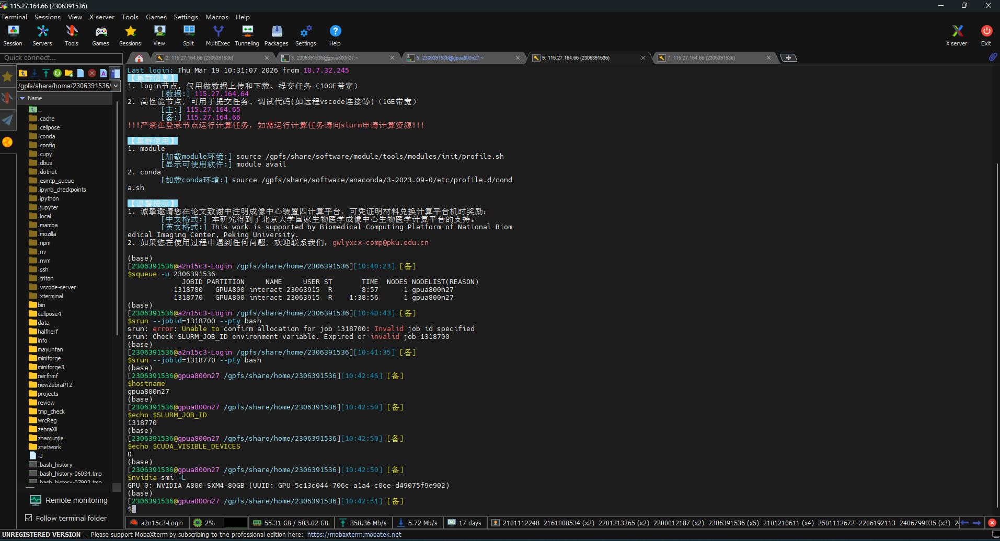 115.27.164.66 (2306391536)
Terminal Sessions View X server Tools Games Settings Macros Help
Session Servers Tools Games Sessions View Split MultiExec Tunneling Packages Settings Help X server Exit
Quick connect...
2. 115.27.164.66 (2306391536)
3. 2306391536@gpua800n27:~
5. 2306391536@gpua800n27:~
9. 115.27.164.66 (2306391536)
7. 115.27.164.66 (2306391536)
/gpfs/share/home/2306391536/
Name
..
.cache
.cellpose
.conda
.config
.cupy
.dbus
.dotnet
.esmtp_queue
.ipynb_checkpoints
.ipython
.jupyter
.local
.mamba
.mozilla
.npm
.nv
.nvm
.ssh
.triton
.vscode-server
.xterminal
bin
cellpose4
data
halfnerf
info
mayunfan
miniforge
miniforge3
nerfnmf
newZebraPTZ
projects
review
tmp_check
wrcReg
zebraXll
zhaojunjie
znetwork
-J
.bash_history
.bash_history-06034.tmp
.bash_history-07902.tmp
Remote monitoring
Follow terminal folder
Last login: Thu Mar 19 10:31:07 2026 from 10.7.32.245
【集群信息】
1. login节点，仅用做数据上传和下载、提交任务（10GE带宽）
[数据:] 115.27.164.64
2. 高性能节点，可用于提交任务、调试代码(如远程vscode连接等)（1GE带宽）
[主:] 115.27.164.65
[备:] 115.27.164.66
!!!严禁在登录节点运行计算任务，如需运行计算任务请向slurm申请计算资源!!!
【集群使用】
1. module
[加载module环境:] source /gpfs/share/software/module/tools/modules/init/profile.sh
[显示可使用软件:] module avail
2. conda
[加载conda环境:] source /gpfs/share/software/anaconda/3-2023.09-0/etc/profile.d/cond
a.sh
【温馨提示】
1. 诚挚邀请您在论文致谢中注明成像中心装置四计算平台，可凭证明材料兑换计算平台机时奖励：
[中文格式:] 本研究得到了北京大学国家生物医学成像中心生物医学计算平台的支持。
[英文格式:] This work is supported by Biomedical Computing Platform of National Biom
edical Imaging Center, Peking University.
2. 如果您在使用过程中遇到任何问题，欢迎联系我们：gwlyxcx-comp@pku.edu.cn
(base)
[2306391536@a2n15c3-Login /gpfs/share/home/2306391536][10:40:23] [备]
$squeue -u 2306391536
JOBID PARTITION NAME USER ST TIME NODES NODELIST(REASON)
1318780 GPUA800 interact 23063915 R 8:57 1 gpua800n27
1318770 GPUA800 interact 23063915 R 1:38:56 1 gpua800n27
(base)
[2306391536@a2n15c3-Login /gpfs/share/home/2306391536][10:40:43] [备]
$srun --jobid=1318700 --pty bash
srun: error: Unable to confirm allocation for job 1318700: Invalid job id specified
srun: Check SLURM_JOB_ID environment variable. Expired or invalid job 1318700
(base)
[2306391536@a2n15c3-Login /gpfs/share/home/2306391536][10:41:35] [备]
$srun --jobid=1318770 --pty bash
(base)
[2306391536@gpua800n27 /gpfs/share/home/2306391536][10:42:46] [备]
$hostname
gpua800n27
(base)
[2306391536@gpua800n27 /gpfs/share/home/2306391536][10:42:50] [备]
$echo $SLURM_JOB_ID
1318770
(base)
[2306391536@gpua800n27 /gpfs/share/home/2306391536][10:42:50] [备]
$echo $CUDA_VISIBLE_DEVICES
0
(base)
[2306391536@gpua800n27 /gpfs/share/home/2306391536][10:42:50] [备]
$nvidia-smi -L
GPU 0: NVIDIA A800-SXM4-80GB (UUID: GPU-5c13c044-706c-a1a4-c0ce-d49075f9e902)
(base)
[2306391536@gpua800n27 /gpfs/share/home/2306391536][10:42:51] [备]
$
a2n15c3-Login 2% 55.31 GB / 503.02 GB 358.36 Mb/s 5.72 Mb/s 17 days 2101112248 2161008534 (x2) 2201213265 (x2) 2200012187 (x2) 2306391536 (x5) 2101210611 (x4) 2501112672 2206192113 2406799035 (x3)
UNREGISTERED VERSION - Please support MobaXterm by subscribing to the professional edition here: https://mobaxterm.mobatek.net